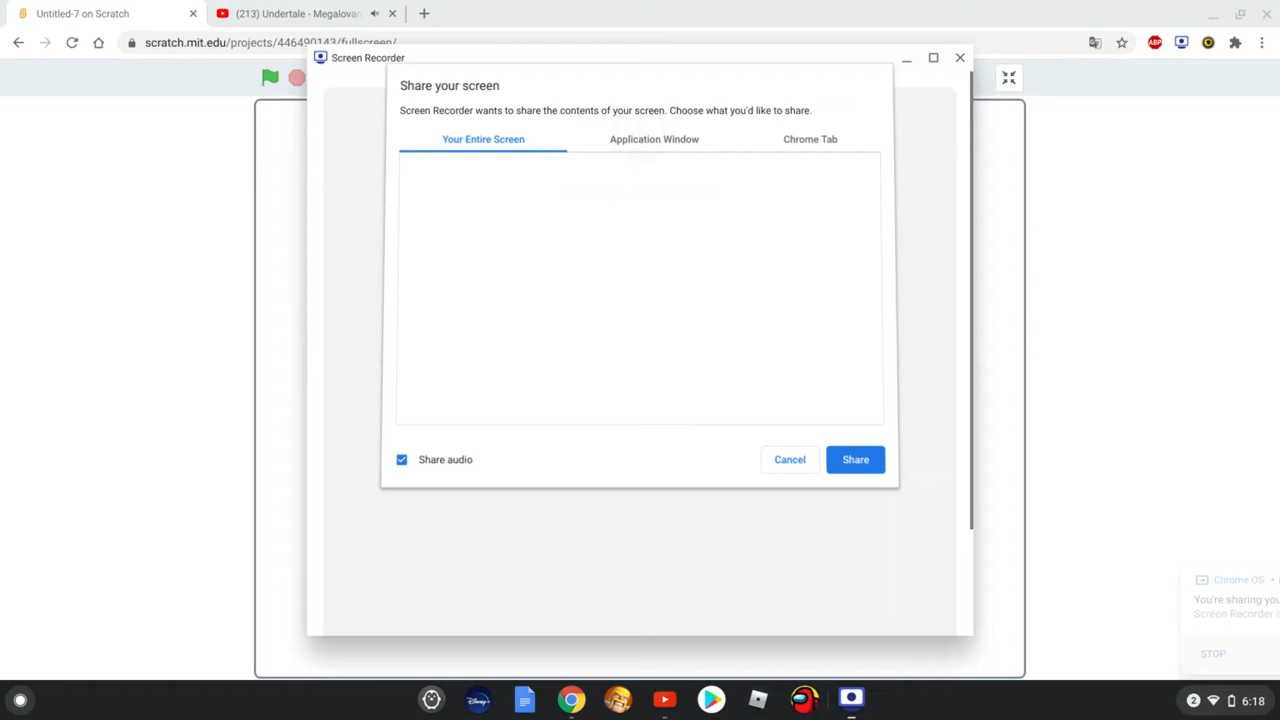 Untitled-7 on Scratch
(213) Undertale - Megalovan
scratch.mit.edu/projects/446490143/fullscreen/
ABP
Screen Recorder
Share your screen
Screen Recorder wants to share the contents of your screen. Choose what you'd like to share.
Your Entire Screen
Application Window
Chrome Tab
Share audio
Cancel
Share
Chrome OS •
You're sharing you
Screen Recorder i
STOP
Disney+
2
6:18